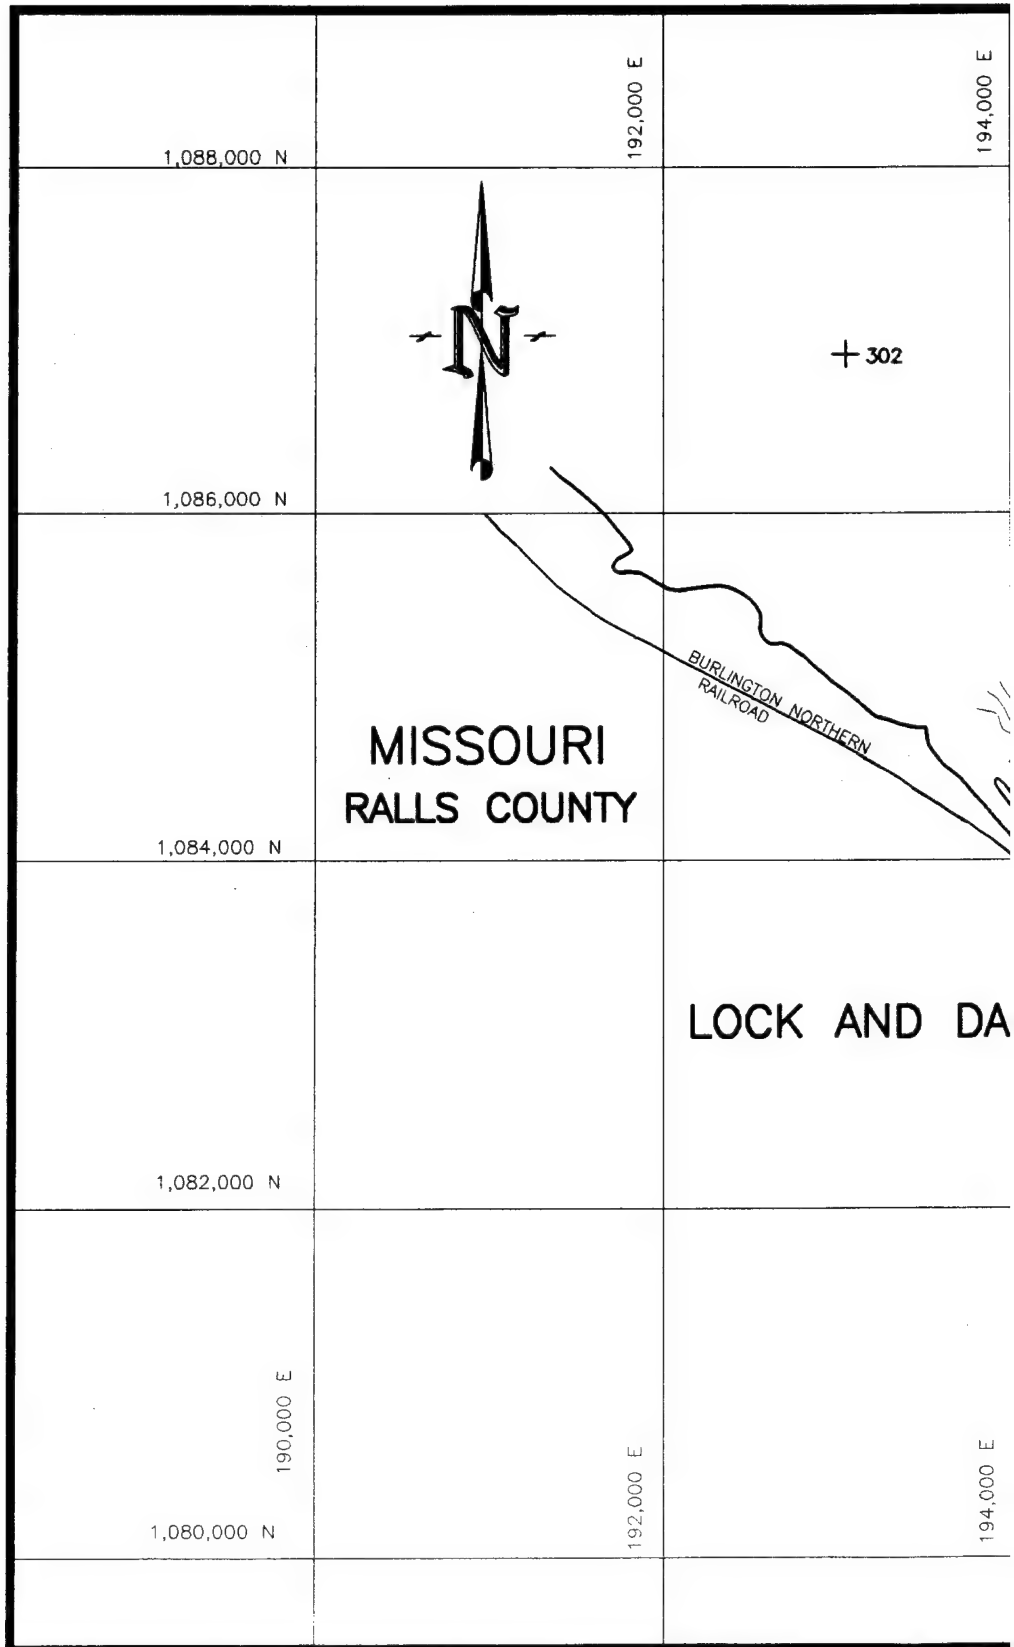 192,000 E
194,000 E
1,088,000 N
N
302
1,086,000 N
BURLINGTON NORTHERN
RAILROAD
MISSOURI
RALLS COUNTY
1,084,000 N
LOCK AND DA
1,082,000 N
190,000 E
192,000 E
194,000 E
1,080,000 N